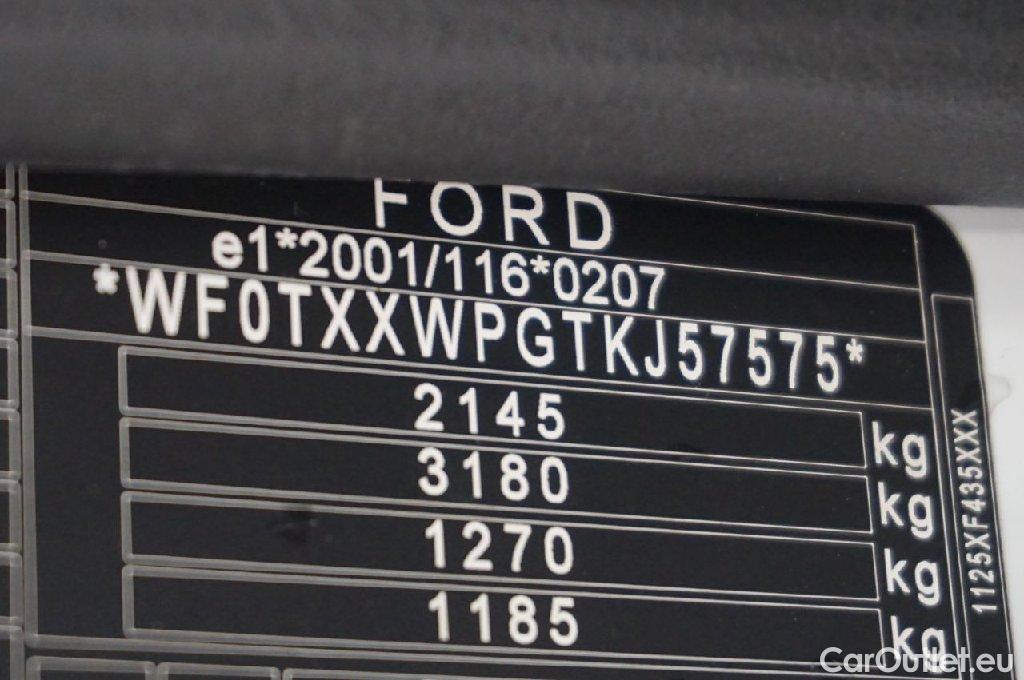 FORD
e1*2001/116*0207
*WF0TXXWPGTKJ57575*
2145 kg
3180 kg
1270 kg
1185 kg
1125XF435XXX
CarOutlet.eu